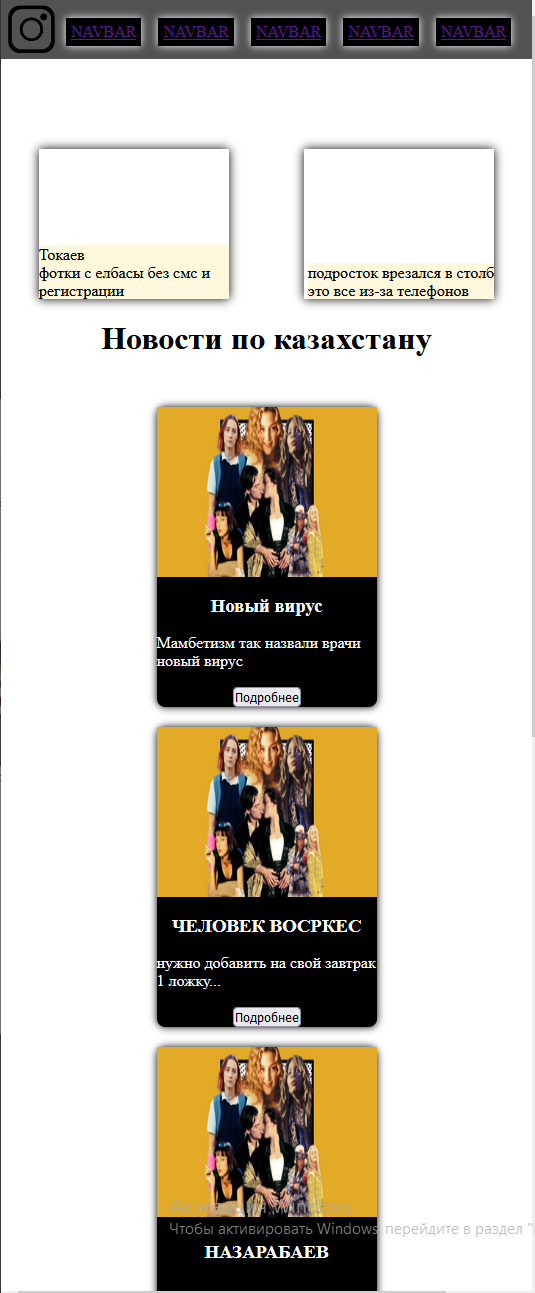 NAVBAR NAVBAR NAVBAR NAVBAR NAVBAR
Токаев
фотки с елбасы без смс и
регистрации
подросток врезался в столб
это все из-за телефонов
Новости по казахстану
Новый вирус
Мамбетизм так назвали врачи
новый вирус
Подробнее
ЧЕЛОВЕК ВОСРКЕС
нужно добавить на свой завтрак
1 ложку...
Подробнее
Активация Windows
Чтобы активировать Windows, перейдите в раздел "
НАЗАРАБАЕВ